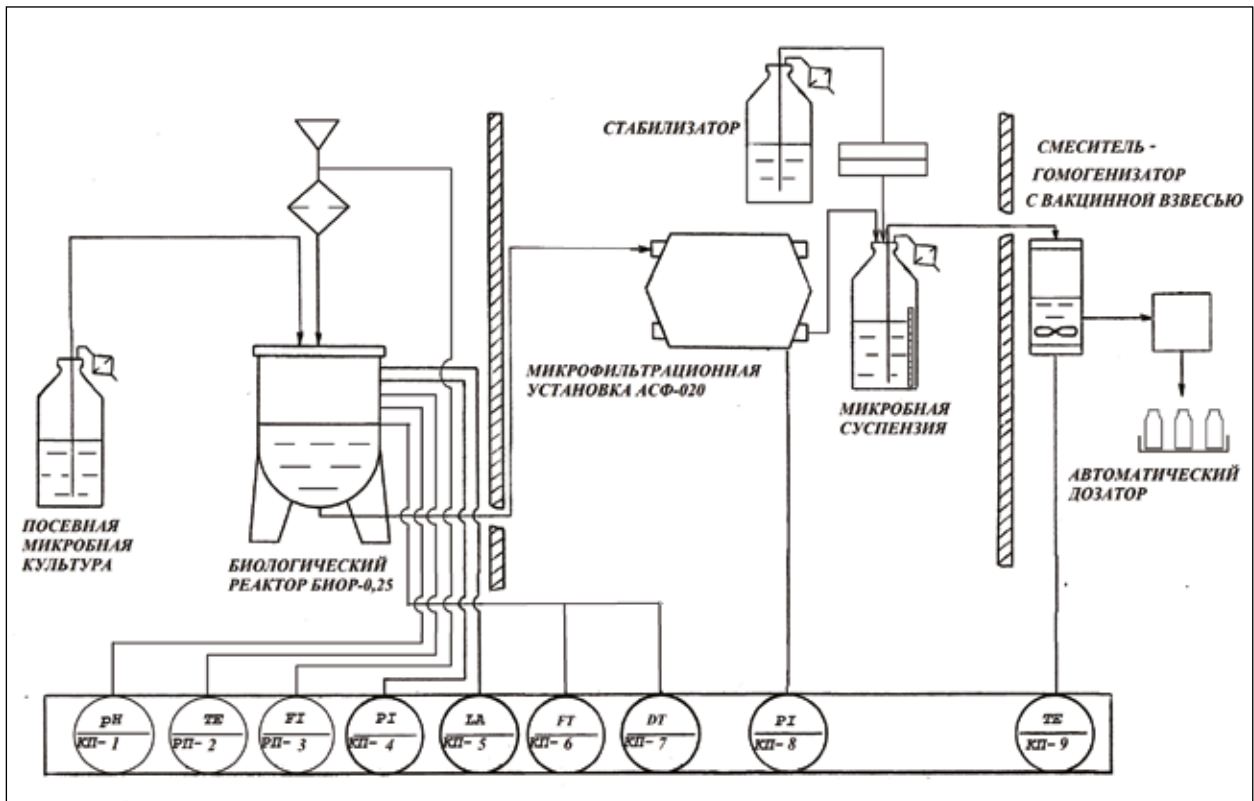 СТАБИЛИЗАТОР
СМЕСИТЕЛЬ -
ГОМОГЕНИЗАТОР
С ВАКЦИННОЙ ВЗВЕСЬЮ
МИКРОФИЛЬТРАЦИОННАЯ
УСТАНОВКА АСФ-020
МИКРОБНАЯ
СУСПЕНЗИЯ
АВТОМАТИЧЕСКИЙ
ДОЗАТОР
ПОСЕВНАЯ
МИКРОБНАЯ
КУЛЬТУРА
БИОЛОГИЧЕСКИЙ
РЕАКТОР БИОР-0,25
pH
КП- 1
TE
РП- 2
FI
РП- 3
PI
КП- 4
LA
КП- 5
FT
КП- 6
DT
КП- 7
PI
КП- 8
TE
КП- 9